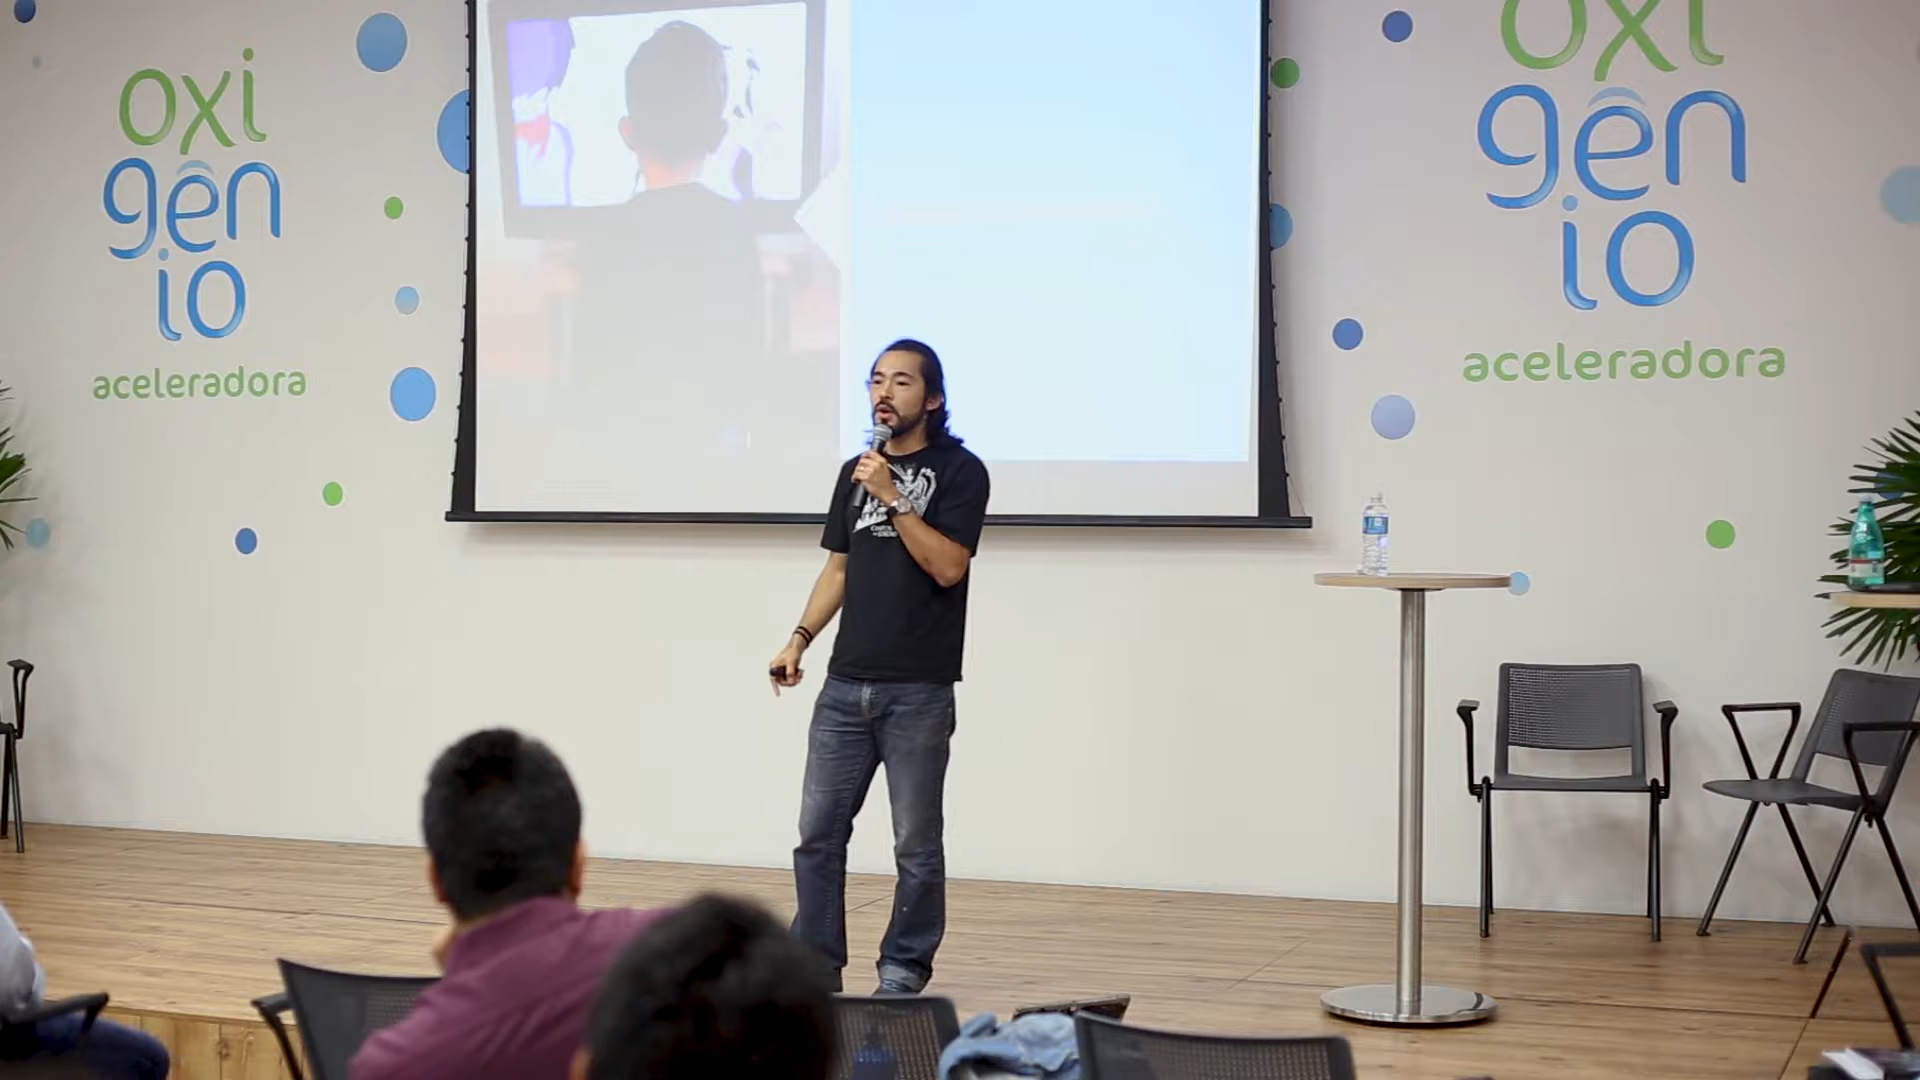 oxi
gên
io
aceleradora
oxi
gên
io
aceleradora